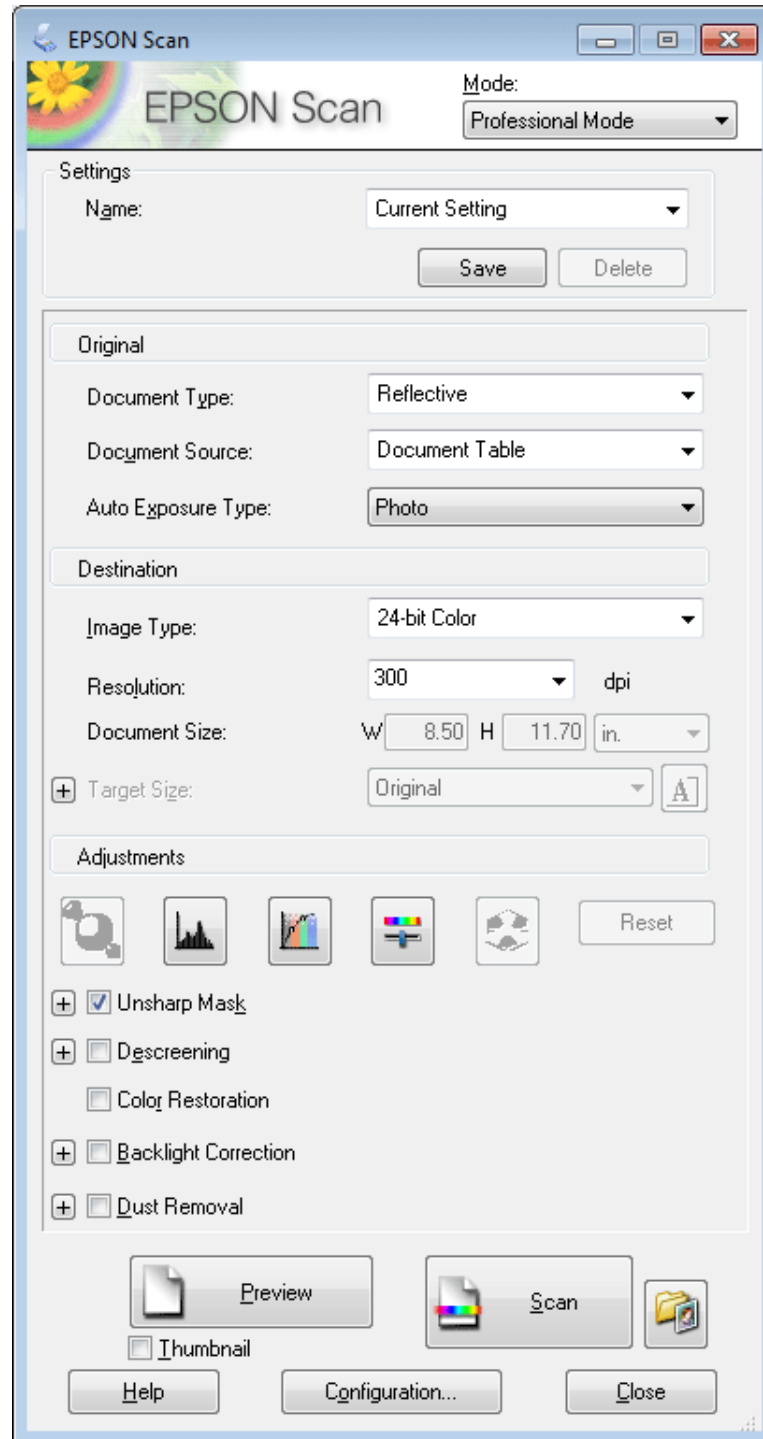 EPSON Scan
EPSON Scan
Mode:
Professional Mode
Settings
Name:
Current Setting
Save
Delete
Original
Document Type:
Reflective
Document Source:
Document Table
Auto Exposure Type:
Photo
Destination
Image Type:
24-bit Color
Resolution:
300
dpi
Document Size:
W 8.50 H 11.70 in.
Target Size:
Original
A
Adjustments
Reset
Unsharp Mask
Descreening
Color Restoration
Backlight Correction
Dust Removal
Preview
Scan
Thumbnail
Help
Configuration...
Close